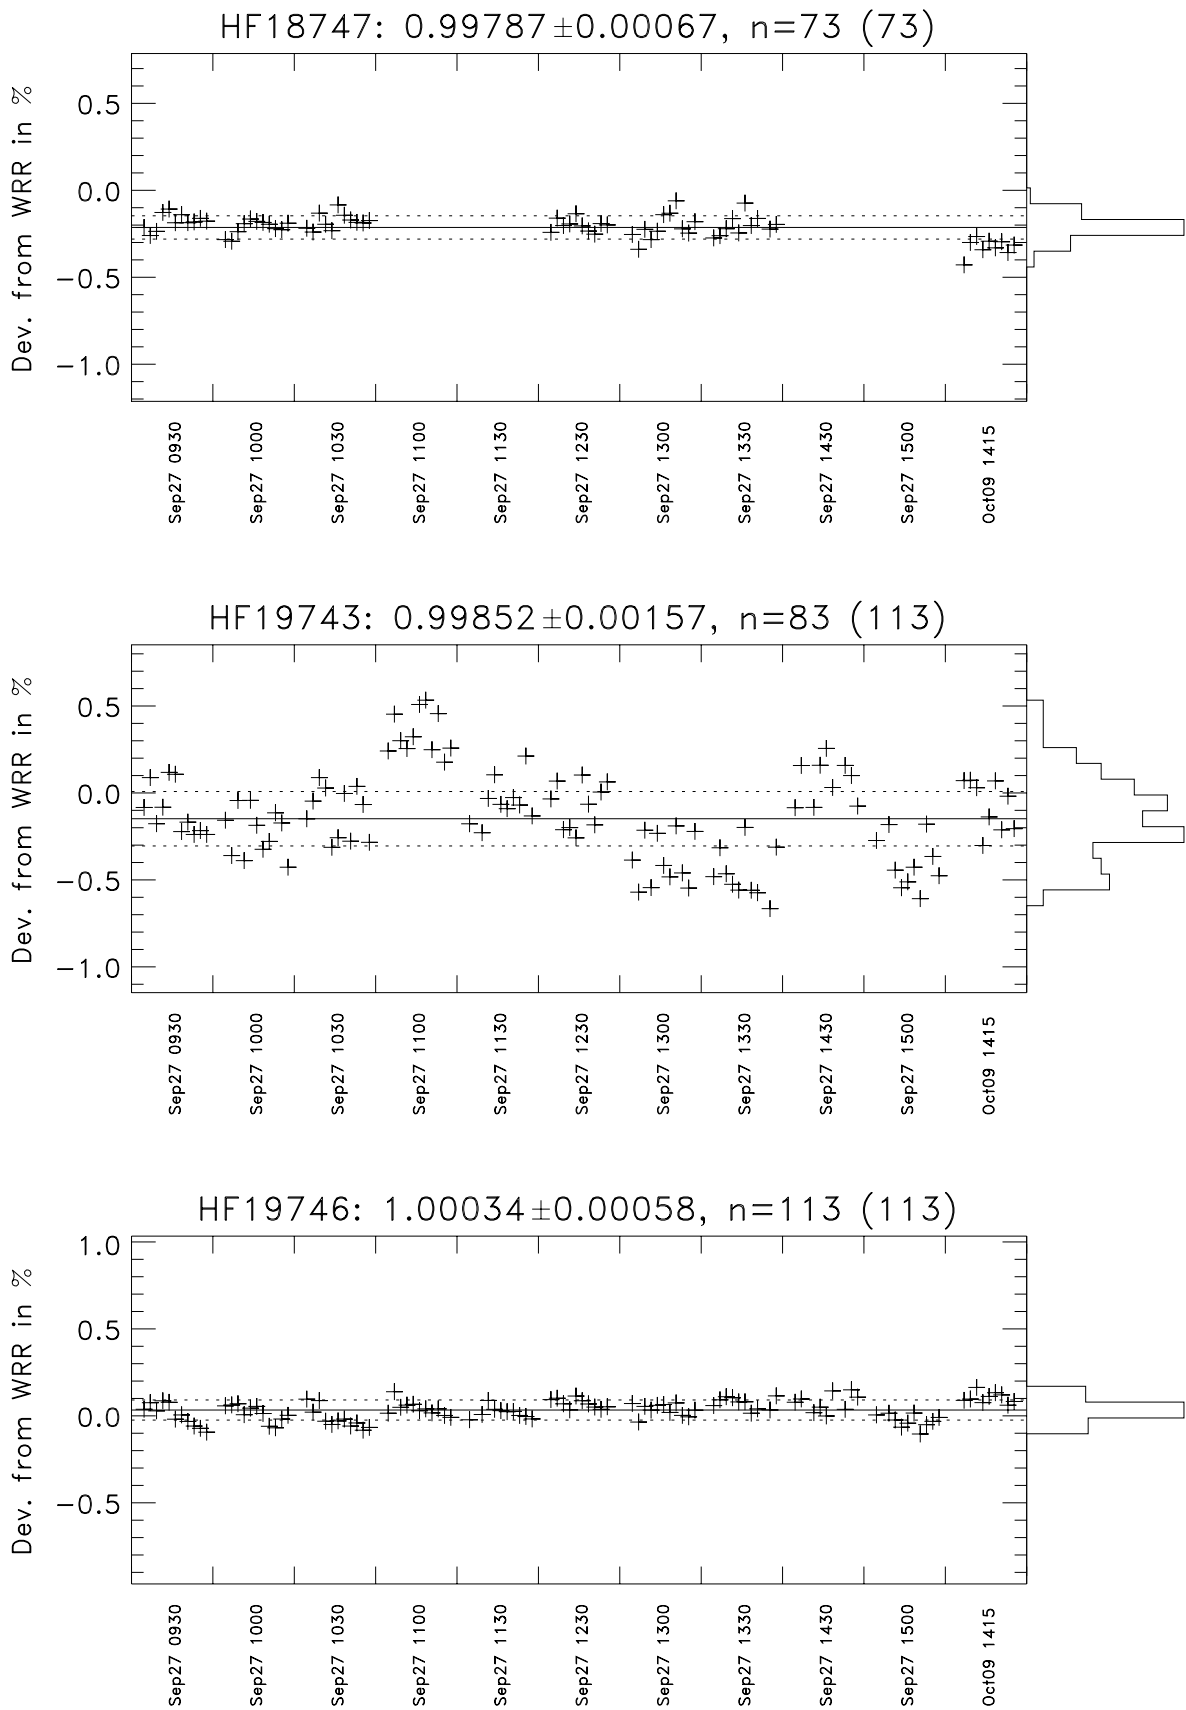 HF18747: 0.99787±0.00067, n=73 (73)
Dev. from WRR in %
0.5
0.0
−0.5
−1.0
Sep27 0930
Sep27 1000
Sep27 1030
Sep27 1100
Sep27 1130
Sep27 1230
Sep27 1300
Sep27 1330
Sep27 1430
Sep27 1500
Oct09 1415
HF19743: 0.99852±0.00157, n=83 (113)
Dev. from WRR in %
0.5
0.0
−0.5
−1.0
Sep27 0930
Sep27 1000
Sep27 1030
Sep27 1100
Sep27 1130
Sep27 1230
Sep27 1300
Sep27 1330
Sep27 1430
Sep27 1500
Oct09 1415
HF19746: 1.00034±0.00058, n=113 (113)
Dev. from WRR in %
1.0
0.5
0.0
−0.5
Sep27 0930
Sep27 1000
Sep27 1030
Sep27 1100
Sep27 1130
Sep27 1230
Sep27 1300
Sep27 1330
Sep27 1430
Sep27 1500
Oct09 1415